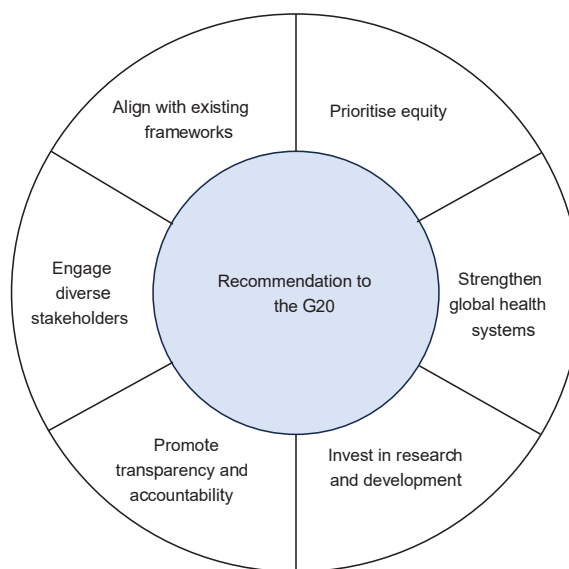 Align with existing
frameworks
Prioritise equity
Engage
diverse
stakeholders
Recommendation to
the G20
Strengthen
global health
systems
Promote
transparency and
accountability
Invest in research
and development